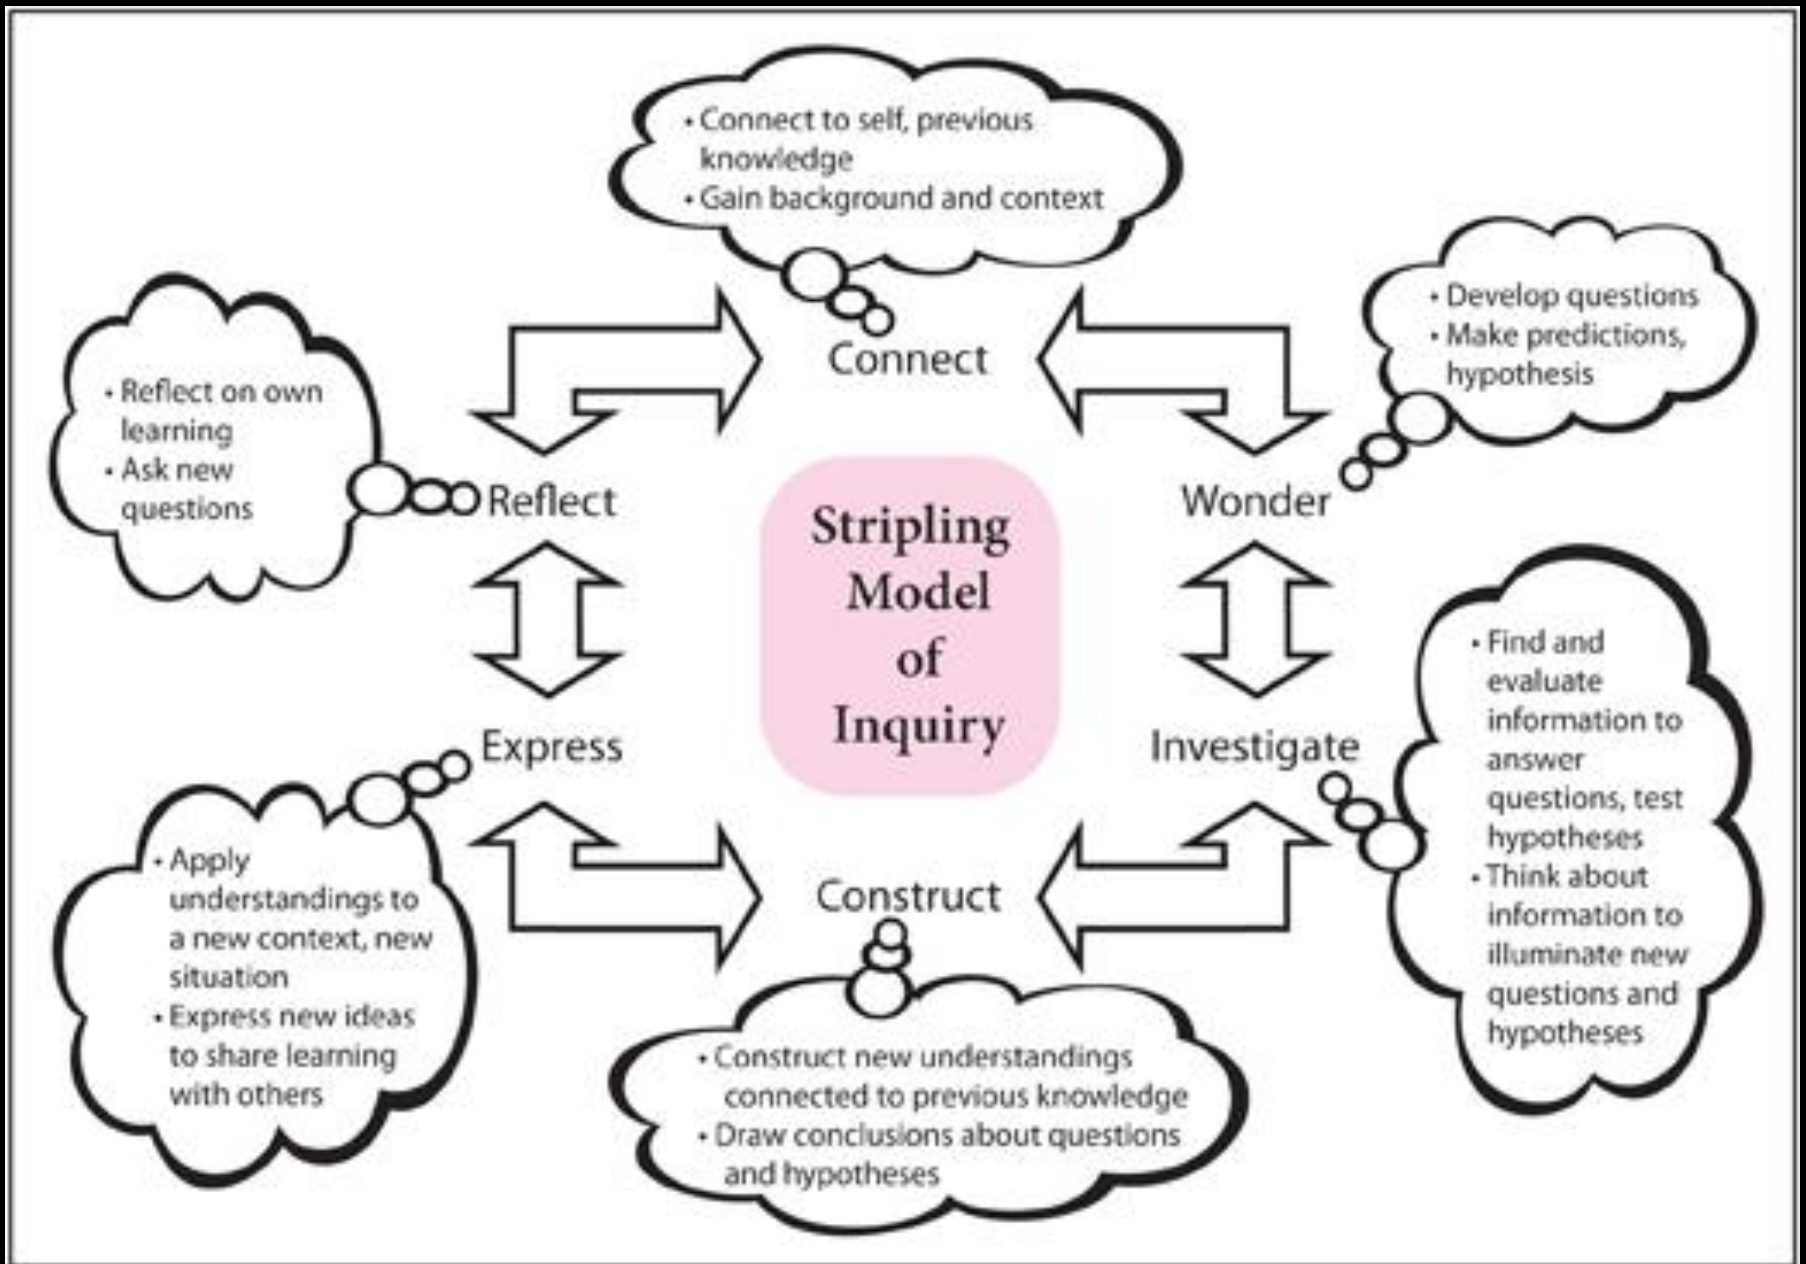 • Connect to self, previous
knowledge
• Gain background and context
Connect
• Develop questions
• Make predictions,
hypothesis
Wonder
• Reflect on own
learning
• Ask new
questions
Reflect
Stripling
Model
of
Inquiry
• Find and
evaluate
information to
answer
questions, test
hypotheses
• Think about
information to
illuminate new
questions and
hypotheses
Investigate
Express
• Apply
understandings to
a new context, new
situation
• Express new ideas
to share learning
with others
Construct
• Construct new understandings
connected to previous knowledge
• Draw conclusions about questions
and hypotheses